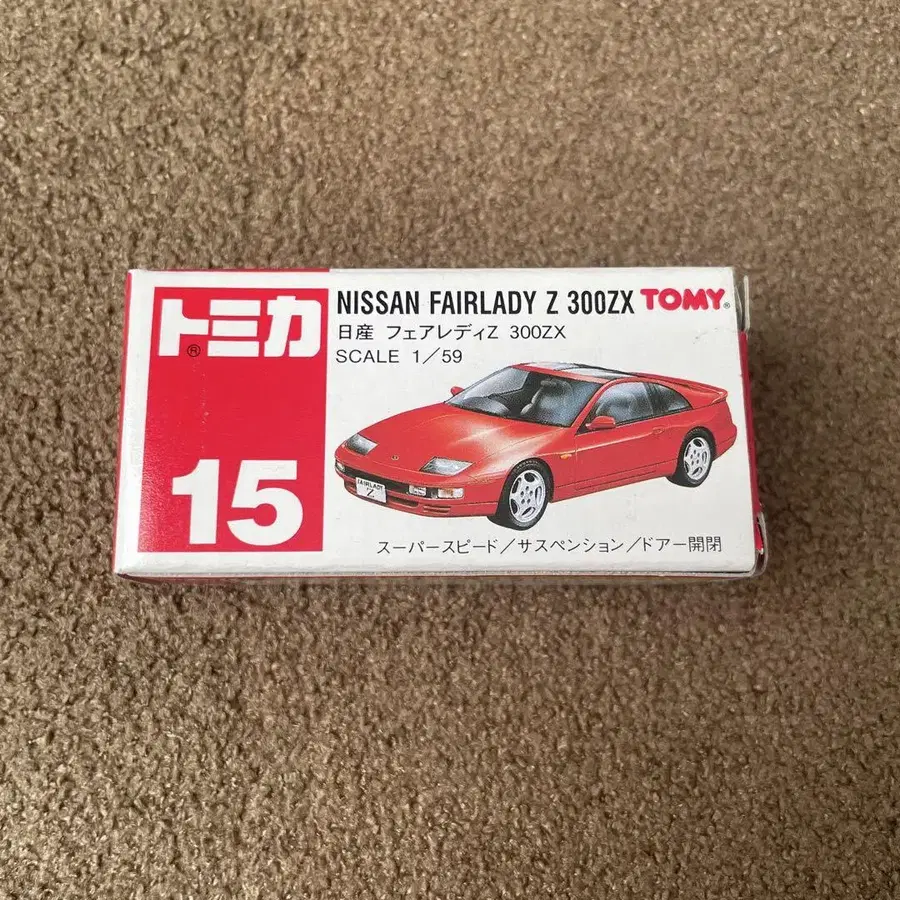 トミカ®
15
NISSAN FAIRLADY Z 300ZX TOMY®
日産 フェアレディZ 300ZX
SCALE 1/59
FAIRLADY
Z
スーパースピード/サスペンション/ドアー開閉